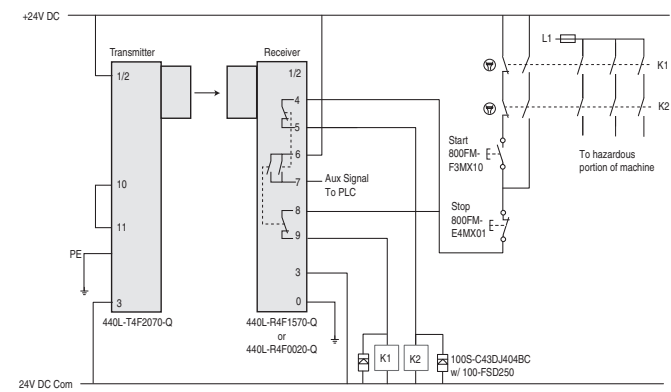 +24V DC
Transmitter
Receiver
L1
K1
K2
1/2
1/2
4
5
6
7
8
9
3
0
10
11
PE
3
Aux Signal
To PLC
Start
800FM-
F3MX10
Stop
800FM-
E4MX01
To hazardous
portion of machine
440L-T4F2070-Q
440L-R4F1570-Q
or
440L-R4F0020-Q
K1
K2
100S-C43DJ404BC
w/ 100-FSD250
24V DC Com